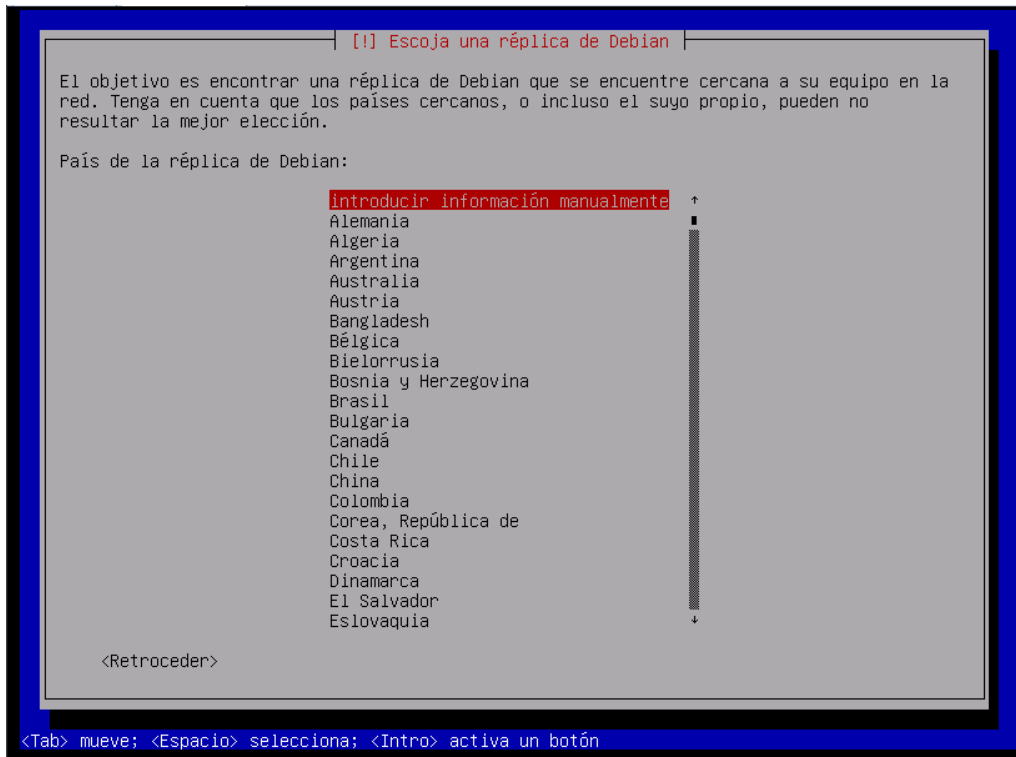 [!] Escoja una réplica de Debian
El objetivo es encontrar una réplica de Debian que se encuentre cercana a su equipo en la
red. Tenga en cuenta que los países cercanos, o incluso el suyo propio, pueden no
resultar la mejor elección.
País de la réplica de Debian:
introducir información manualmente
Alemania
Algeria
Argentina
Australia
Austria
Bangladesh
Bélgica
Bielorrusia
Bosnia y Herzegovina
Brasil
Bulgaria
Canadá
Chile
China
Colombia
Corea, República de
Costa Rica
Croacia
Dinamarca
El Salvador
Eslovaquia
<Retroceder>
<Tab> mueve; <Espacio> selecciona; <Intro> activa un botón